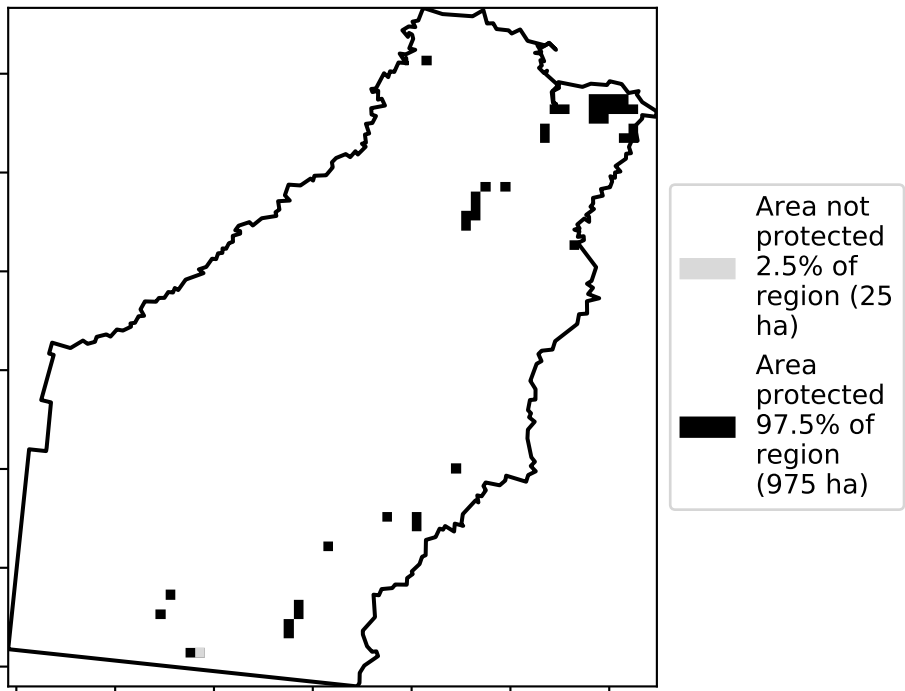 Area not
protected
2.5% of
region (25
ha)
Area
protected
97.5% of
region
(975 ha)